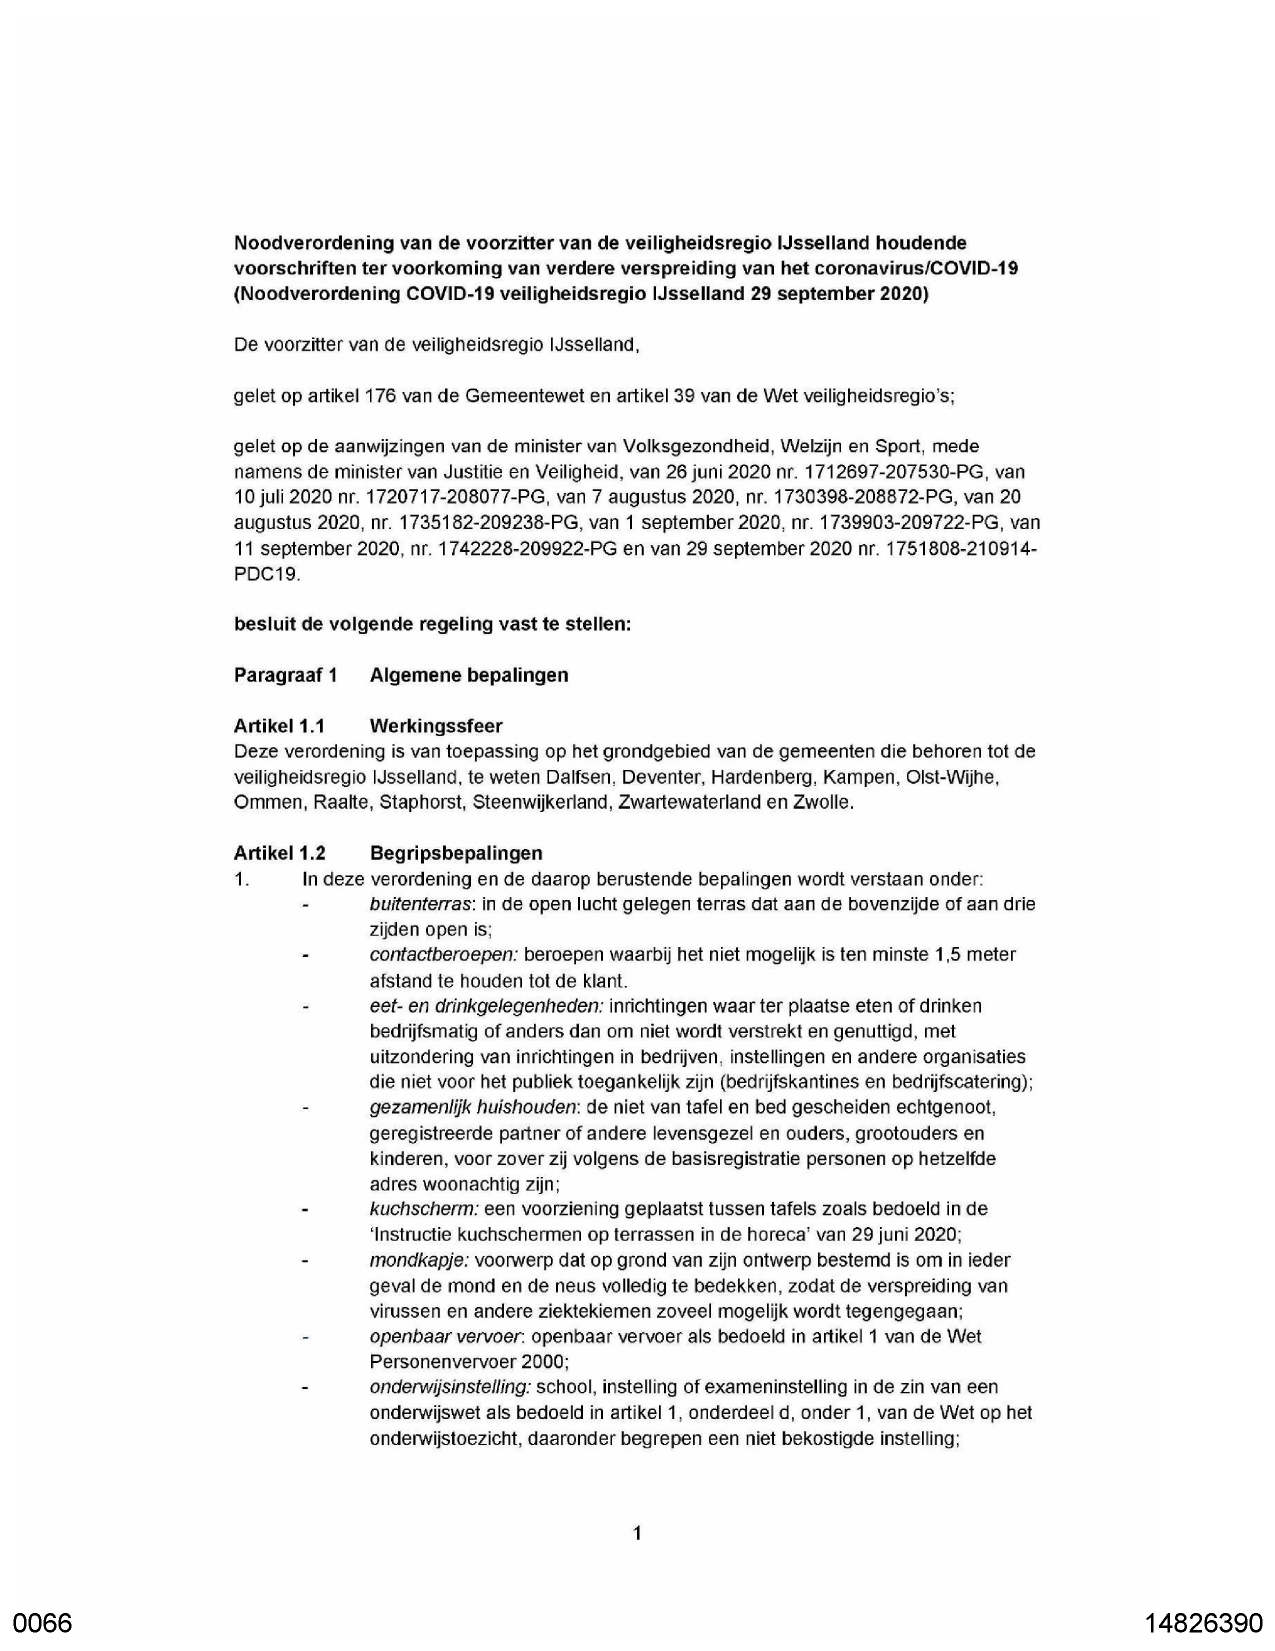 Noodverordening van de voorzitter van de veiligheidsregio IJsselland houdende
voorschriften ter voorkoming van verdere verspreiding van het coronavirus/COVID-19
(Noodverordening COVID-19 veiligheidsregio IJsselland 29 september 2020)
De voorzitter van de veiligheidsregio IJsselland,
gelet op artikel 176 van de Gemeentewet en artikel 39 van de Wet veiligheidsregio's;
gelet op de aanwijzingen van de minister van Volksgezondheid, Welzijn en Sport, mede
namens de minister van Justitie en Veiligheid, van 26 juni 2020 nr. 1712697-207530-PG, van
10 juli 2020 nr. 1720717-208077-PG, van 7 augustus 2020, nr. 1730398-208872-PG, van 20
augustus 2020, nr. 1735182-209238-PG, van 1 september 2020, nr. 1739903-209722-PG, van
11 september 2020, nr. 1742228-209922-PG en van 29 september 2020 nr. 1751808-210914-
PDC19.
besluit de volgende regeling vast te stellen:
Paragraaf 1 Algemene bepalingen
Artikel 1.1 Werkingssfeer
Deze verordening is van toepassing op het grondgebied van de gemeenten die behoren tot de
veiligheidsregio IJsselland, te weten Dalfsen, Deventer, Hardenberg, Kampen, Olst-Wijhe,
Ommen, Raalte, Staphorst, Steenwijkerland, Zwartewaterland en Zwolle.
Artikel 1.2 Begripsbepalingen
1. In deze verordening en de daarop berustende bepalingen wordt verstaan onder:
- buitenterras: in de open lucht gelegen terras dat aan de bovenzijde of aan drie
zijden open is;
- contactberoepen: beroepen waarbij het niet mogelijk is ten minste 1,5 meter
afstand te houden tot de klant.
- eet- en drinkgelegenheden: inrichtingen waar ter plaatse eten of drinken
bedrijfsmatig of anders dan om niet wordt verstrekt en genuttigd, met
uitzondering van inrichtingen in bedrijven, instellingen en andere organisaties
die niet voor het publiek toegankelijk zijn (bedrijfskantines en bedrijfscatering);
- gezamenlijk huishouden: de niet van tafel en bed gescheiden echtgenoot,
geregistreerde partner of andere levensgezel en ouders, grootouders en
kinderen, voor zover zij volgens de basisregistratie personen op hetzelfde
adres woonachtig zijn;
- kuchscherm: een voorziening geplaatst tussen tafels zoals bedoeld in de
‘Instructie kuchschermen op terrassen in de horeca’ van 29 juni 2020;
- mondkapje: voorwerp dat op grond van zijn ontwerp bestemd is om in ieder
geval de mond en de neus volledig te bedekken, zodat de verspreiding van
virussen en andere ziektekiemen zoveel mogelijk wordt tegengegaan;
- openbaar vervoer: openbaar vervoer als bedoeld in artikel 1 van de Wet
Personenvervoer 2000;
- onderwijsinstelling: school, instelling of exameninstelling in de zin van een
onderwijswet als bedoeld in artikel 1, onderdeel d, onder 1, van de Wet op het
onderwijstoezicht, daaronder begrepen een niet bekostigde instelling;
1
0066 14826390